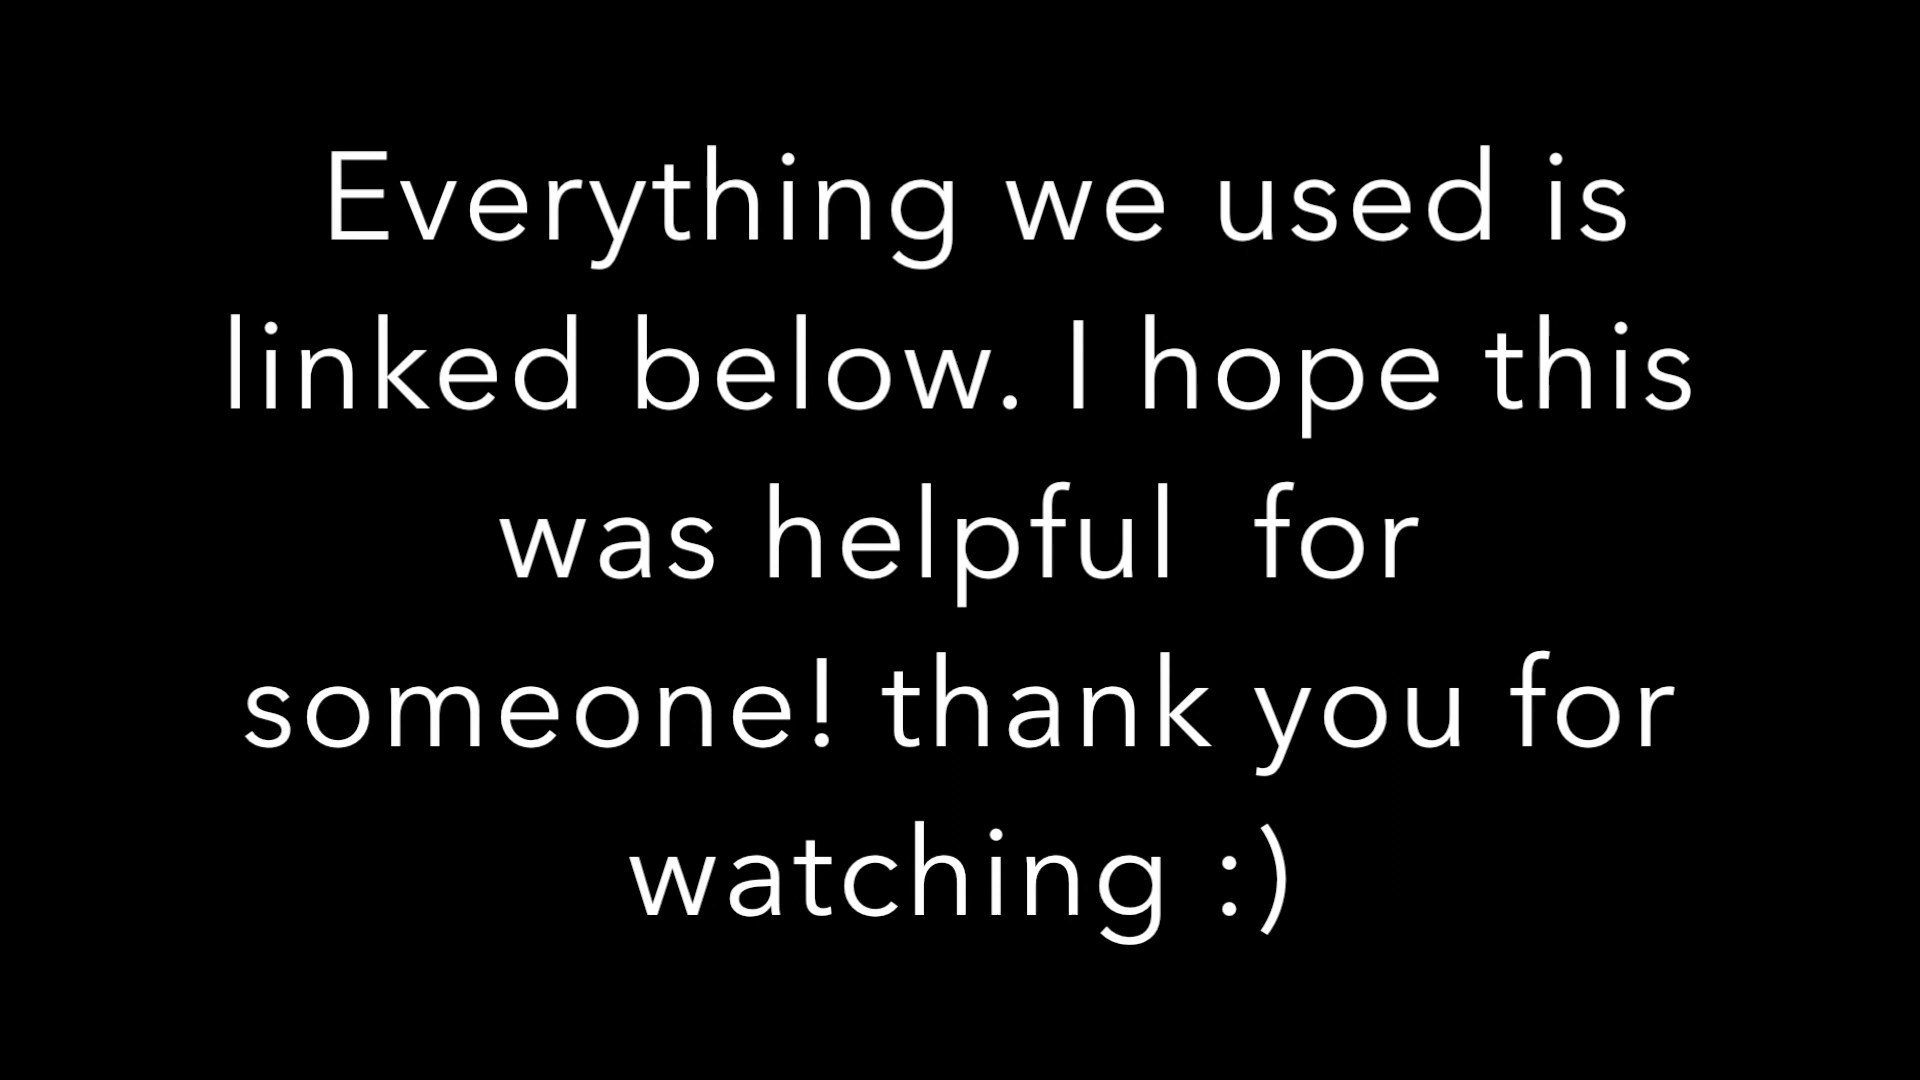 Everything we used is
linked below. I hope this
was helpful  for
someone! thank you for
watching :)